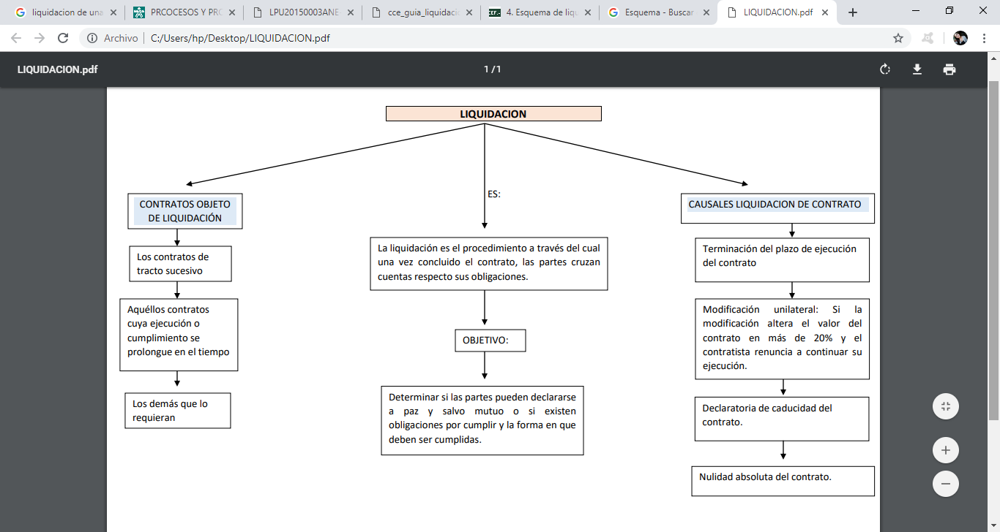 liquidacion de una
PRCOCESOS Y PRC
LPU20150003ANE
cce_guia_liquidaci
4. Esquema de liqu
Esquema - Buscar
LIQUIDACION.pdf
Archivo
C:/Users/hp/Desktop/LIQUIDACION.pdf
LIQUIDACION.pdf
1 / 1
LIQUIDACION
CONTRATOS OBJETO
DE LIQUIDACIÓN
Los contratos de
tracto sucesivo
Aquéllos contratos
cuya ejecución o
cumplimiento se
prolongue en el tiempo
Los demás que lo
requieran
ES:
La liquidación es el procedimiento a través del cual
una vez concluido el contrato, las partes cruzan
cuentas respecto sus obligaciones.
OBJETIVO:
Determinar si las partes pueden declararse
a paz y salvo mutuo o si existen
obligaciones por cumplir y la forma en que
deben ser cumplidas.
CAUSALES LIQUIDACION DE CONTRATO
Terminación del plazo de ejecución
del contrato
Modificación unilateral: Si la
modificación altera el valor del
contrato en más de 20% y el
contratista renuncia a continuar su
ejecución.
Declaratoria de caducidad del
contrato.
Nulidad absoluta del contrato.